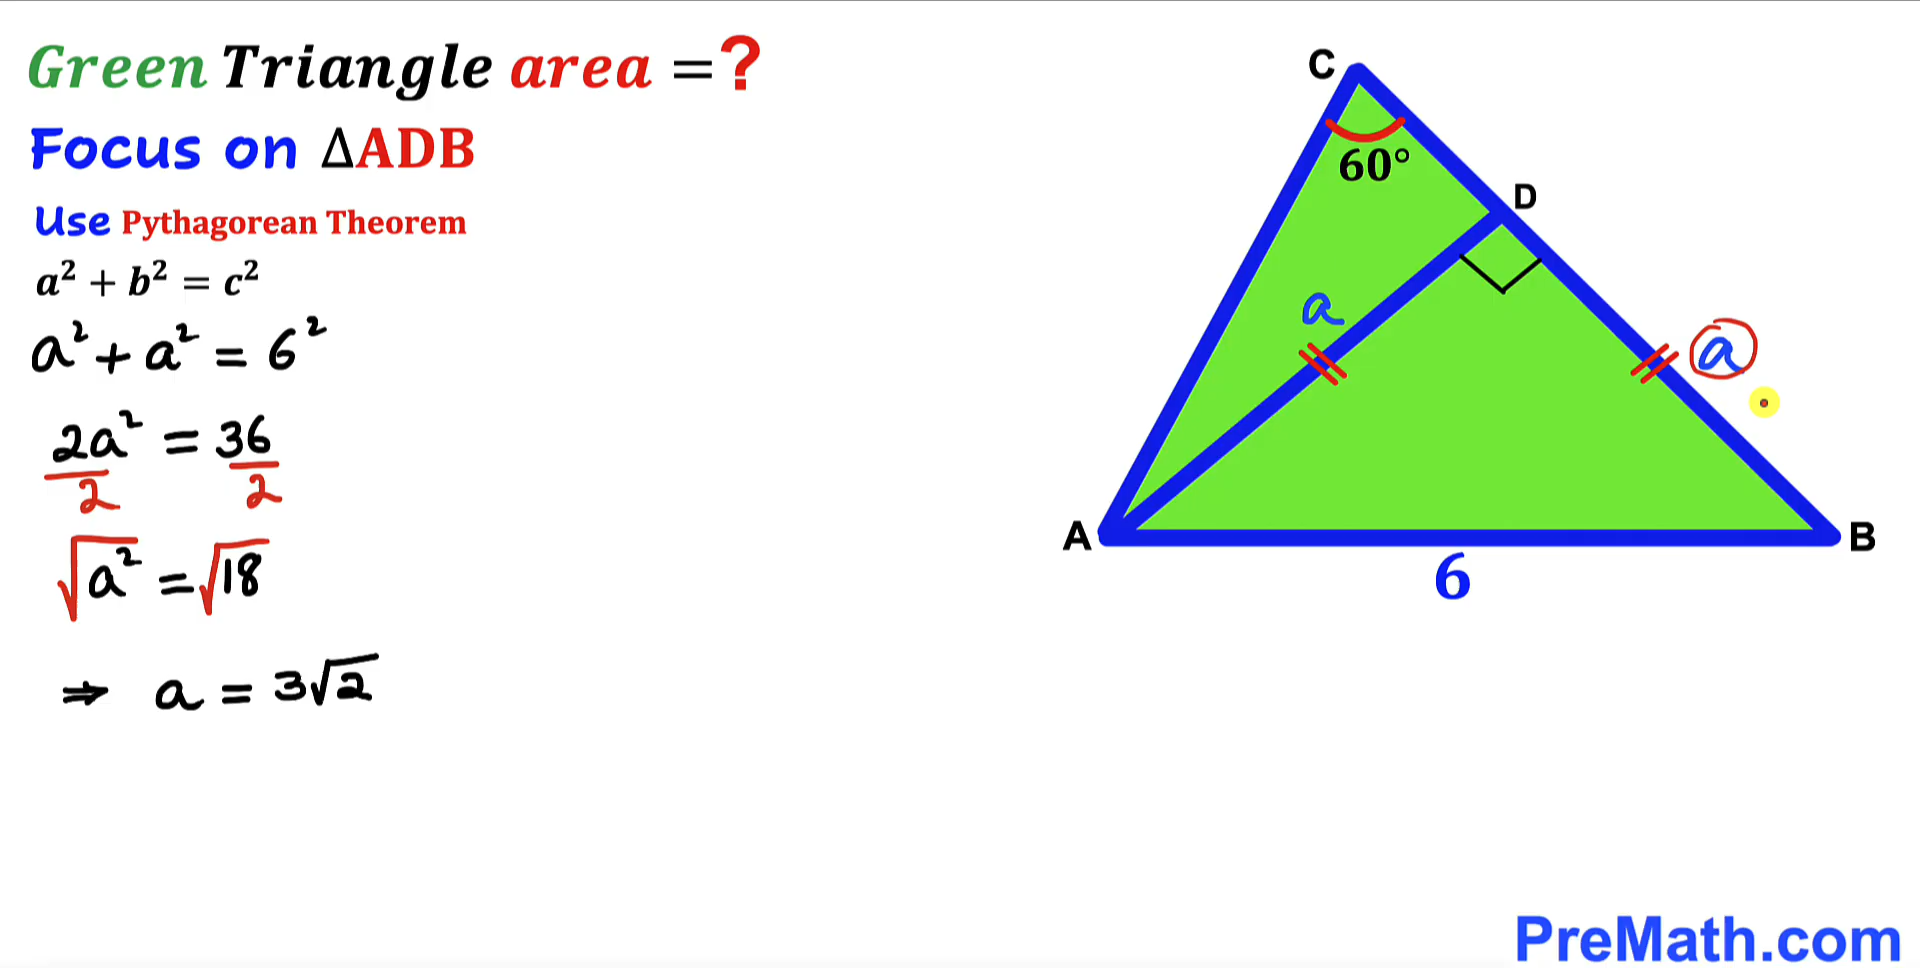 Green Triangle area =?
Focus on ΔADB
Use Pythagorean Theorem
a² + b² = c²
a² + a² = 6²
2a² = 36
2 2
√a² = √18
⇒ a = 3√2
C
60°
D
a
a
A
B
6
PreMath.com